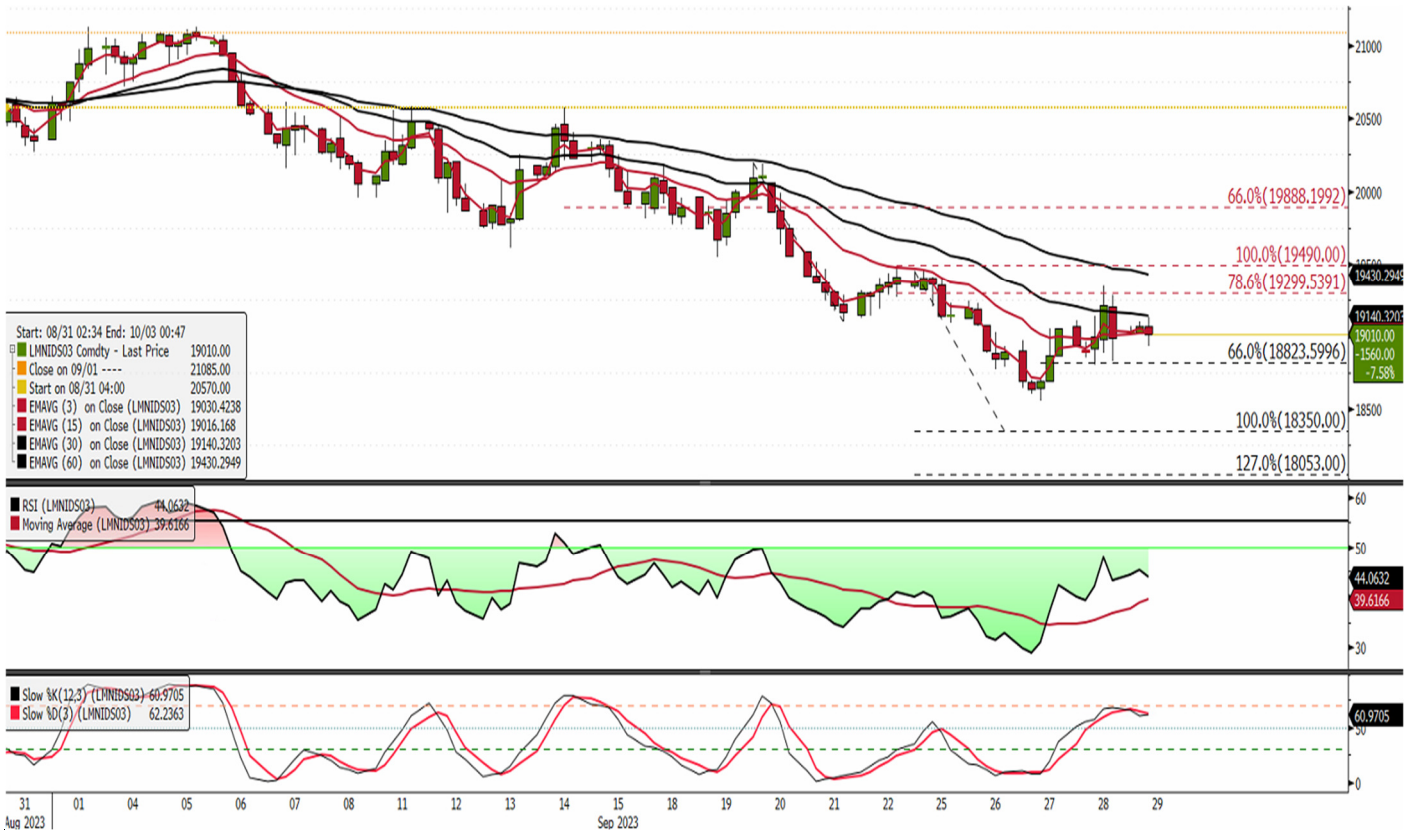 21000
20500
20000
66.0%(19888.1992)
100.0%(19490.00)
19430.2949
78.6%(19299.5391)
19140.3203
19010.00
-1560.00
-7.58%
66.0%(18823.5996)
18500
100.0%(18350.00)
127.0%(18053.00)
Start: 08/31 02:34 End: 10/03 00:47
LMNIDS03 Comdty - Last Price 19010.00
Close on 09/01 ---- 21085.00
Start on 08/31 04:00 20570.00
EMAVG (3) on Close (LMNIDS03) 19030.4238
EMAVG (15) on Close (LMNIDS03) 19016.168
EMAVG (30) on Close (LMNIDS03) 19140.3203
EMAVG (60) on Close (LMNIDS03) 19430.2949
RSI (LMNIDS03) 44.0632
Moving Average (LMNIDS03) 39.6166
60
50
44.0632
39.6166
30
Slow %K(12,3) (LMNIDS03) 60.9705
Slow %D(3) (LMNIDS03) 62.2363
60.9705
50
0
31 01 04 05 06 07 08 11 12 13 14 15 18 19 20 21 22 25 26 27 28 29
Aug 2023 Sep 2023